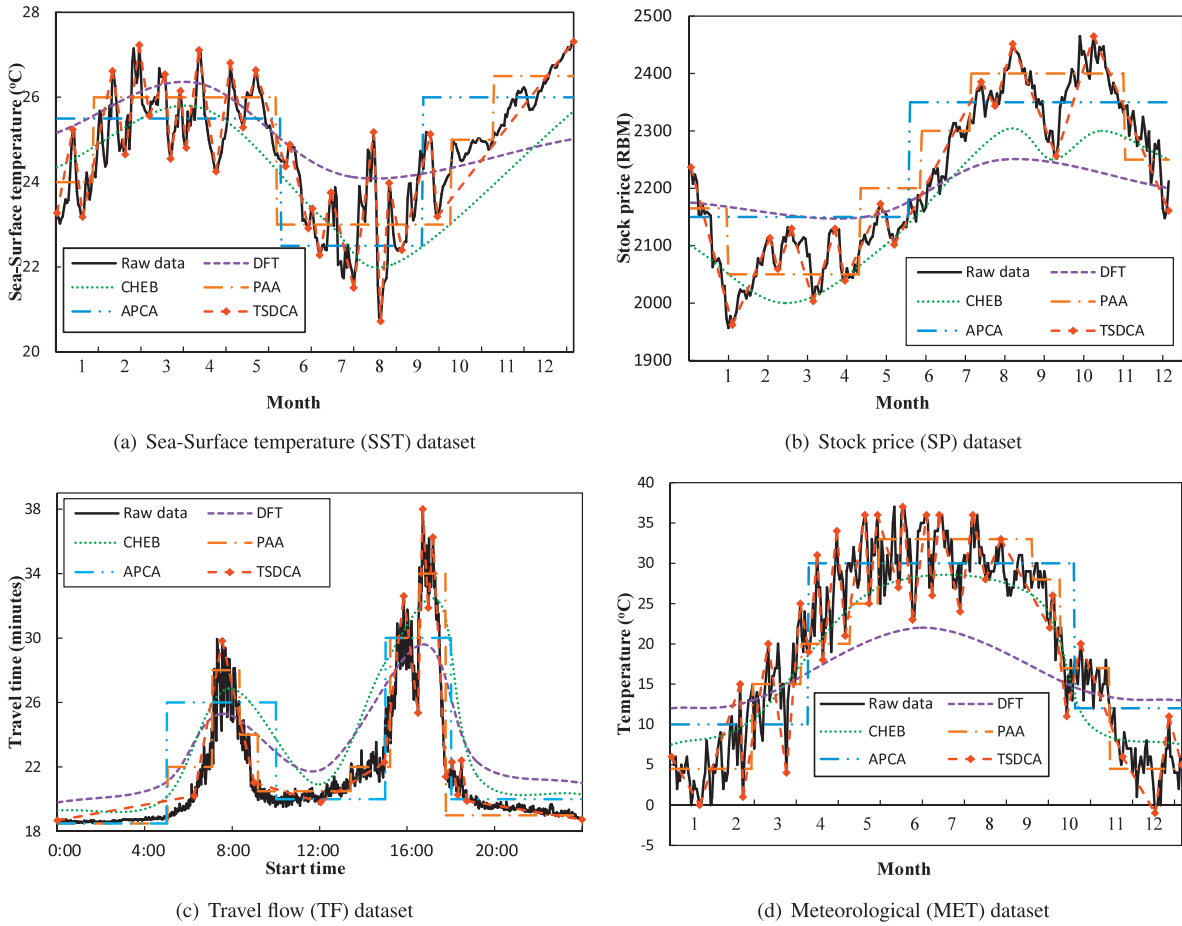 28
26
24
22
20
Sea-Surface temperature (°C)
Raw data
DFT
CHEB
PAA
APCA
TSDCA
1 2 3 4 5 6 7 8 9 10 11 12
Month
(a) Sea-Surface temperature (SST) dataset
2500
2400
2300
2200
2100
2000
1900
Stock price (RBM)
Raw data
DFT
CHEB
PAA
APCA
TSDCA
1 2 3 4 5 6 7 8 9 10 11 12
Month
(b) Stock price (SP) dataset
38
34
30
26
22
18
Travel time (minutes)
Raw data
DFT
CHEB
PAA
APCA
TSDCA
0:00 4:00 8:00 12:00 16:00 20:00
Start time
(c) Travel flow (TF) dataset
40
35
30
25
20
15
10
5
0
-5
Temperature (°C)
Raw data
DFT
CHEB
PAA
APCA
TSDCA
1 2 3 4 5 6 7 8 9 10 11 12
Month
(d) Meteorological (MET) dataset